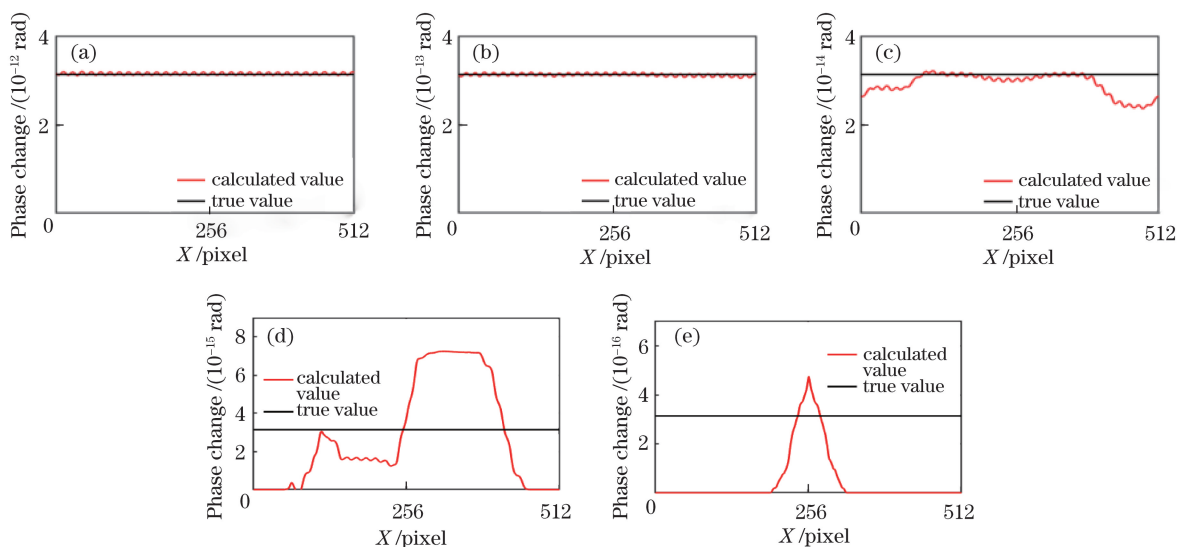 (a)
Phase change /(10⁻¹² rad)
4
2
0
256
512
X /pixel
calculated value
true value
(b)
Phase change /(10⁻¹³ rad)
4
2
0
256
512
X /pixel
calculated value
true value
(c)
Phase change /(10⁻¹⁴ rad)
4
2
0
256
512
X /pixel
calculated value
true value
(d)
Phase change /(10⁻¹⁵ rad)
8
6
4
2
0
256
512
X /pixel
calculated
value
true value
(e)
Phase change /(10⁻¹⁶ rad)
6
4
2
0
256
512
X /pixel
calculated
value
true value